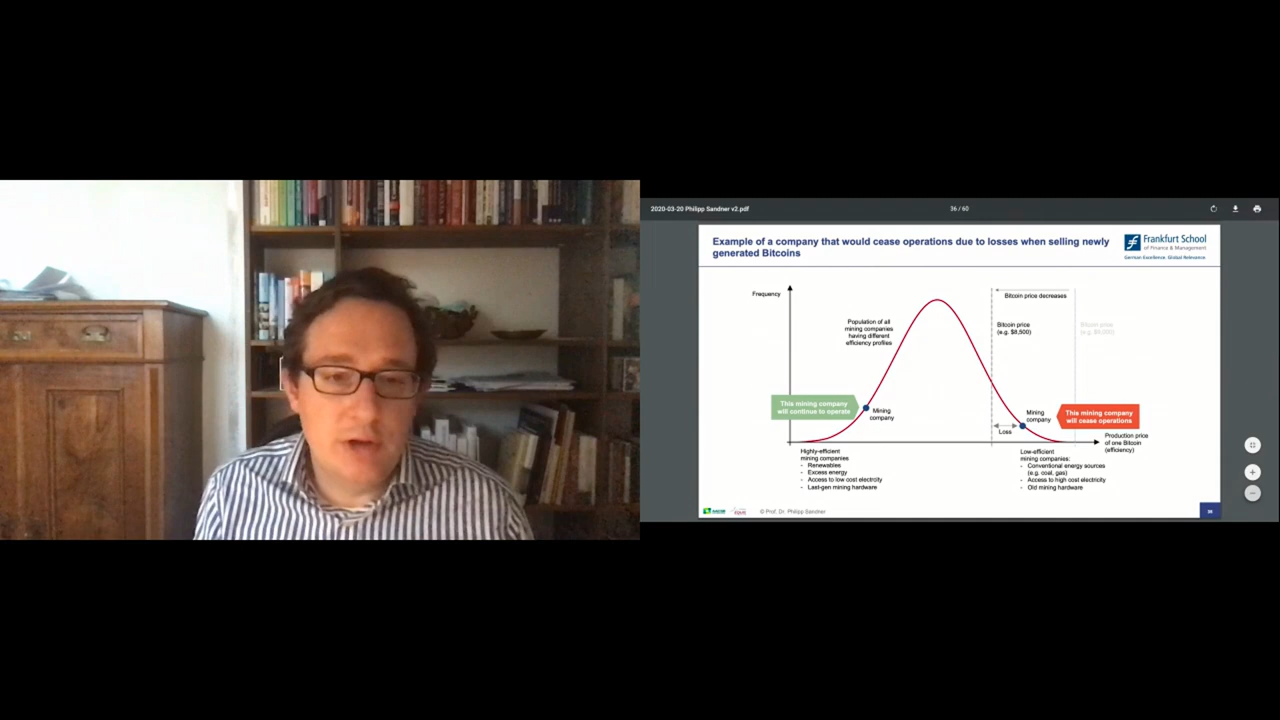 2020-03-20 Philipp Sandner v2.pdf
36 / 60
Example of a company that would cease operations due to losses when selling newly
generated Bitcoins
Frankfurt School
of Finance & Management
German Excellence. Global Relevance.
Frequency
Bitcoin price decreases
Population of all
mining companies
having different
efficiency profiles
Bitcoin price
(e.g. $8,500)
Bitcoin price
This mining company
will continue to operate
Mining
company
Mining
company
This mining company
will cease operations
Loss
Production price
of one Bitcoin
(efficiency)
Highly-efficient
mining companies
- Renewables
- Excess energy
- Access to low cost electricity
- Last-gen mining hardware
Low-efficient
mining companies:
- Conventional energy sources
(e.g. coal, gas)
- Access to high cost electricity
- Old mining hardware
© Prof. Dr. Philipp Sandner
36